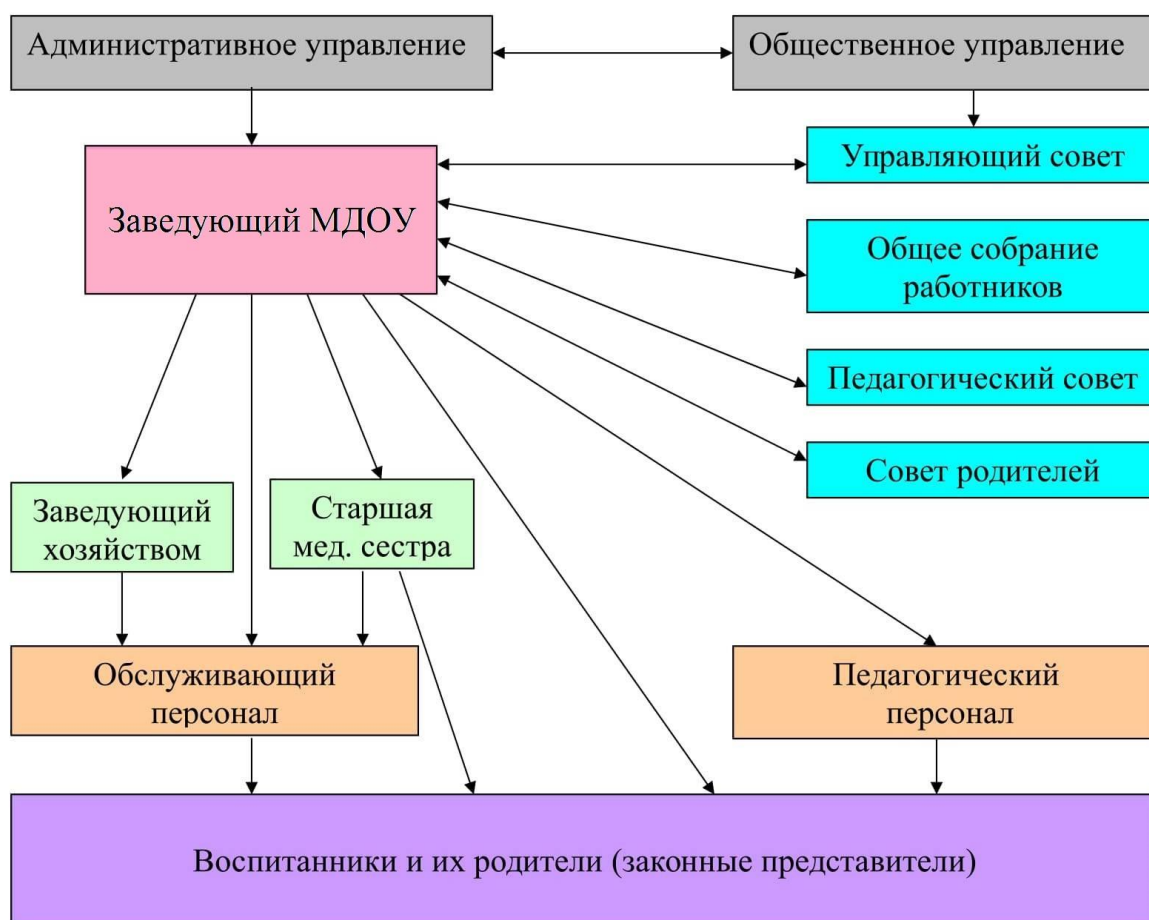 Административное управление
Общественное управление
Управляющий совет
Заведующий МДОУ
Общее собрание
работников
Педагогический совет
Совет родителей
Заведующий
хозяйством
Старшая
мед. сестра
Обслуживающий
персонал
Педагогический
персонал
Воспитанники и их родители (законные представители)